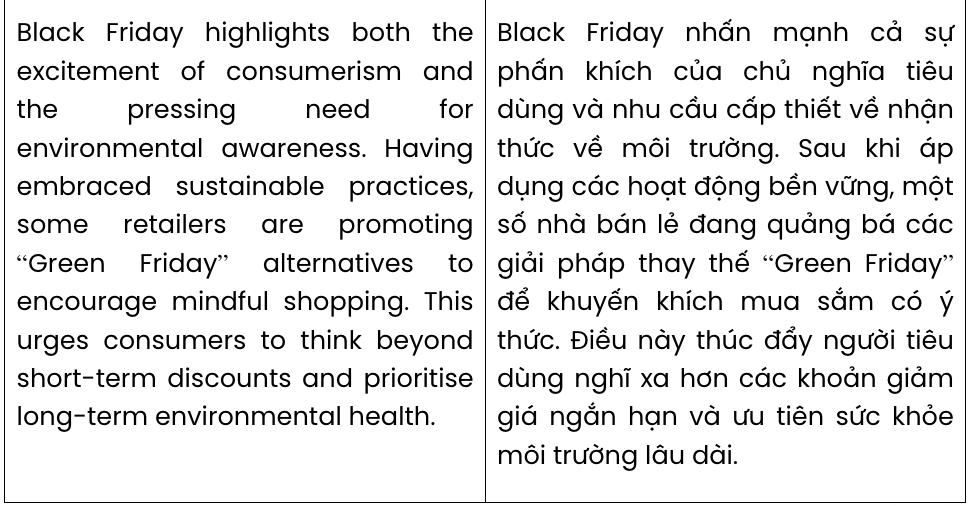 Black Friday highlights both the
excitement of consumerism and
the pressing need for
environmental awareness. Having
embraced sustainable practices,
some retailers are promoting
“Green Friday” alternatives to
encourage mindful shopping. This
urges consumers to think beyond
short-term discounts and prioritise
long-term environmental health.
Black Friday nhấn mạnh cả sự
phấn khích của chủ nghĩa tiêu
dùng và nhu cầu cấp thiết về nhận
thức về môi trường. Sau khi áp
dụng các hoạt động bền vững, một
số nhà bán lẻ đang quảng bá các
giải pháp thay thế “Green Friday”
để khuyến khích mua sắm có ý
thức. Điều này thúc đẩy người tiêu
dùng nghĩ xa hơn các khoản giảm
giá ngắn hạn và ưu tiên sức khỏe
môi trường lâu dài.